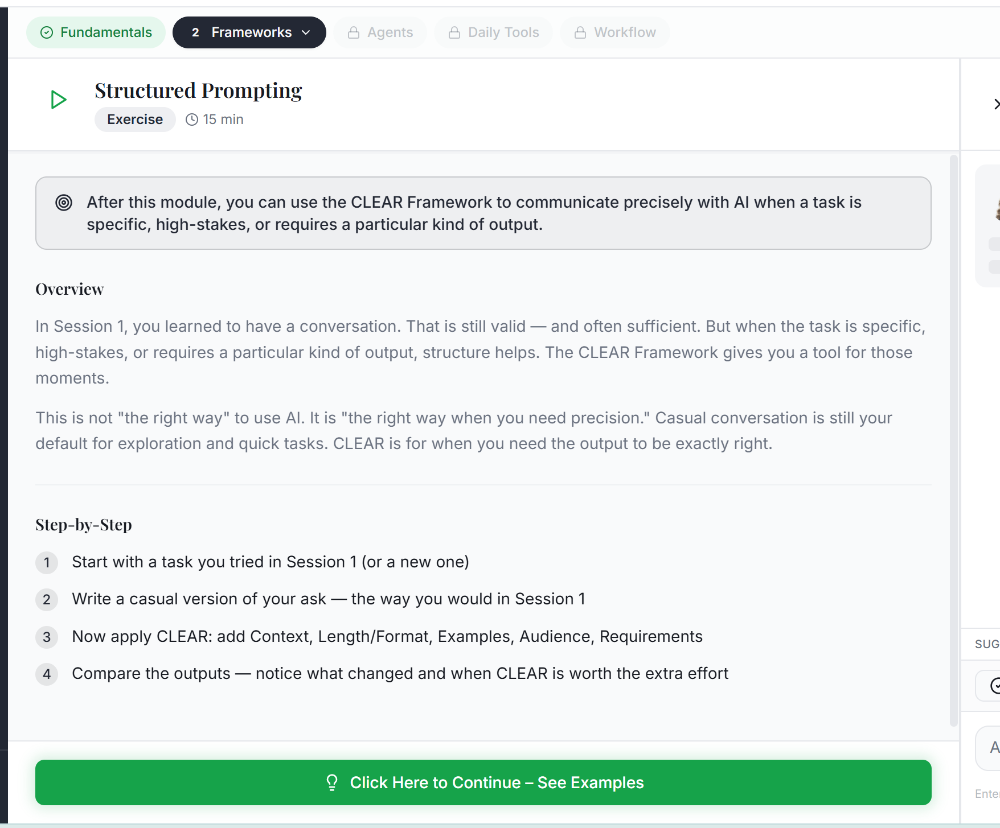 Fundamentals
2 Frameworks
Agents
Daily Tools
Workflow
Structured Prompting
Exercise
15 min
After this module, you can use the CLEAR Framework to communicate precisely with AI when a task is
specific, high-stakes, or requires a particular kind of output.
Overview
In Session 1, you learned to have a conversation. That is still valid — and often sufficient. But when the task is specific,
high-stakes, or requires a particular kind of output, structure helps. The CLEAR Framework gives you a tool for those
moments.
This is not "the right way" to use AI. It is "the right way when you need precision." Casual conversation is still your
default for exploration and quick tasks. CLEAR is for when you need the output to be exactly right.
Step-by-Step
1 Start with a task you tried in Session 1 (or a new one)
2 Write a casual version of your ask — the way you would in Session 1
3 Now apply CLEAR: add Context, Length/Format, Examples, Audience, Requirements
4 Compare the outputs — notice what changed and when CLEAR is worth the extra effort
Click Here to Continue – See Examples
SUG
A
Enter